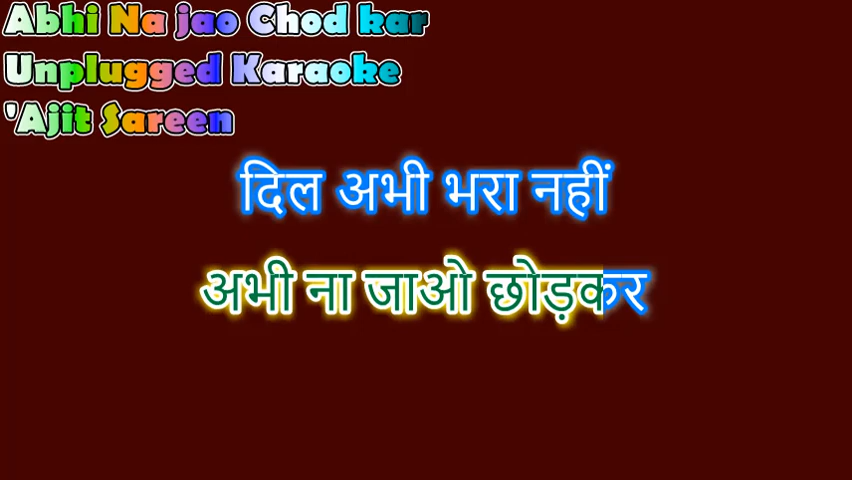 Abhi Na jao Chod kar
Unplugged Karaoke
'Ajit Sareen
दिल अभी भरा नहीं
अभी ना जाओ छोड़कर